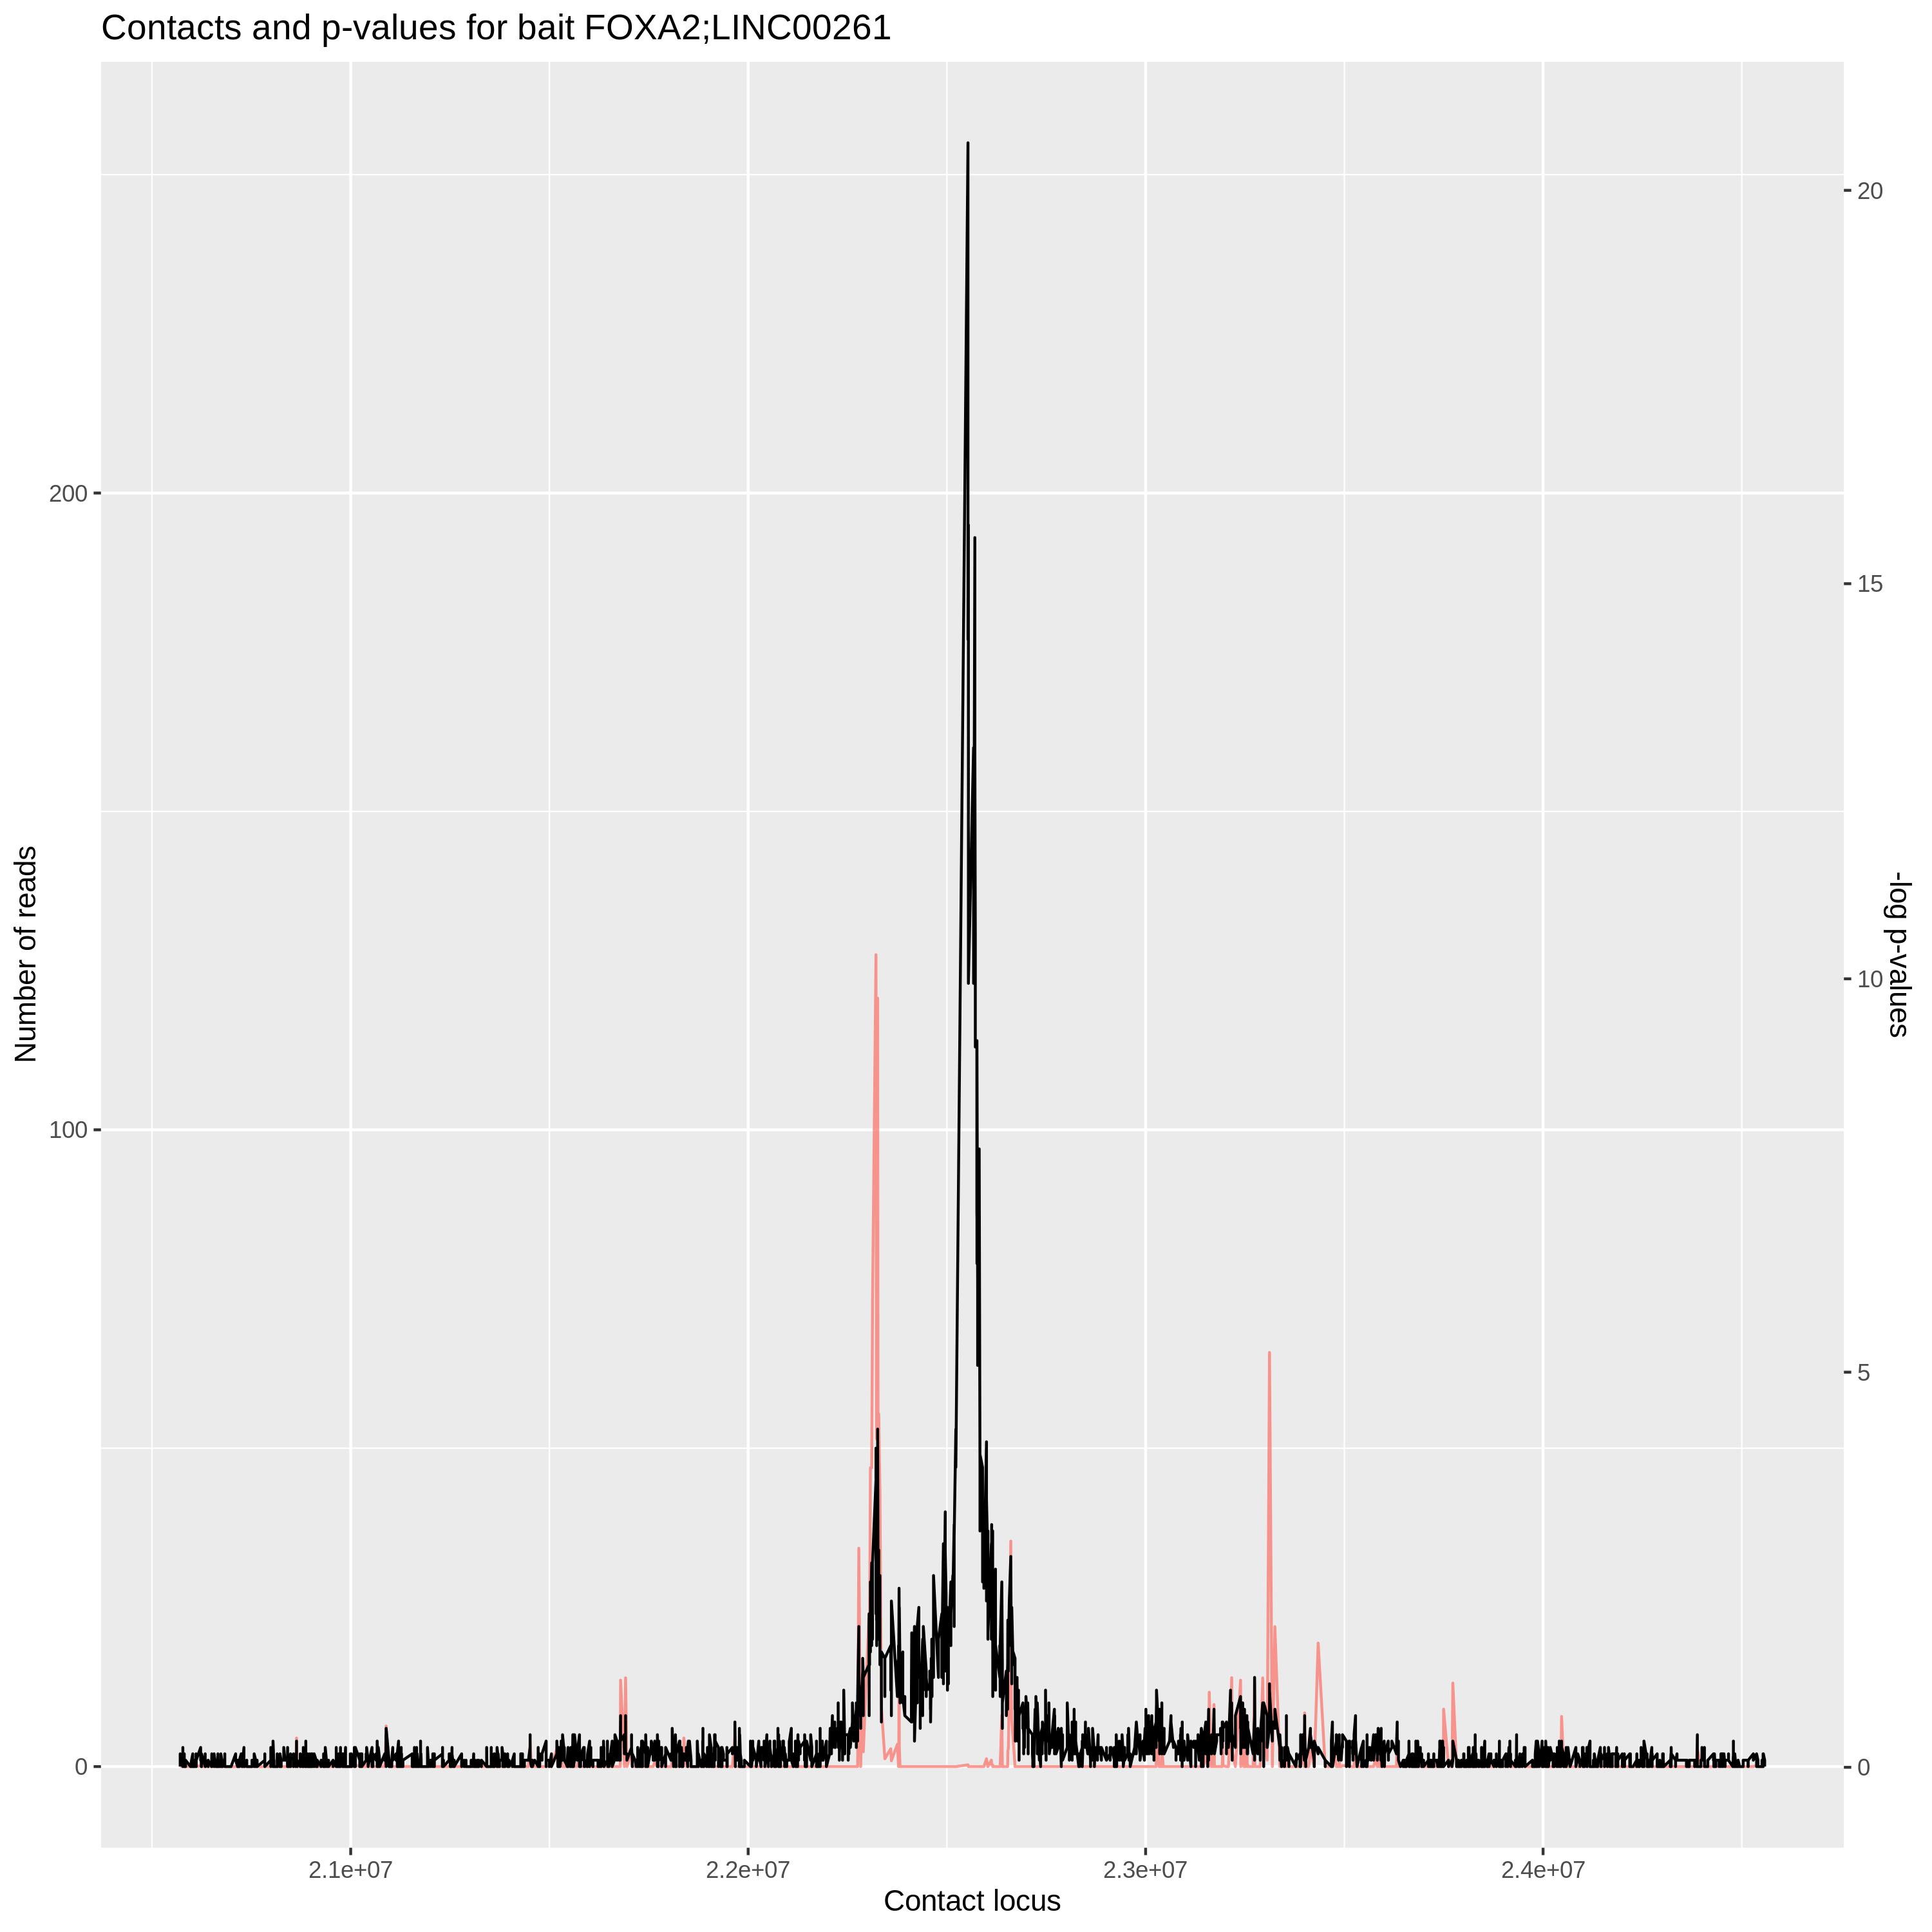 Contacts and p-values for bait FOXA2;LINC00261
Number of reads
200
100
0
20
15
10
5
0
-log p-values
2.1e+07
2.2e+07
2.3e+07
2.4e+07
Contact locus